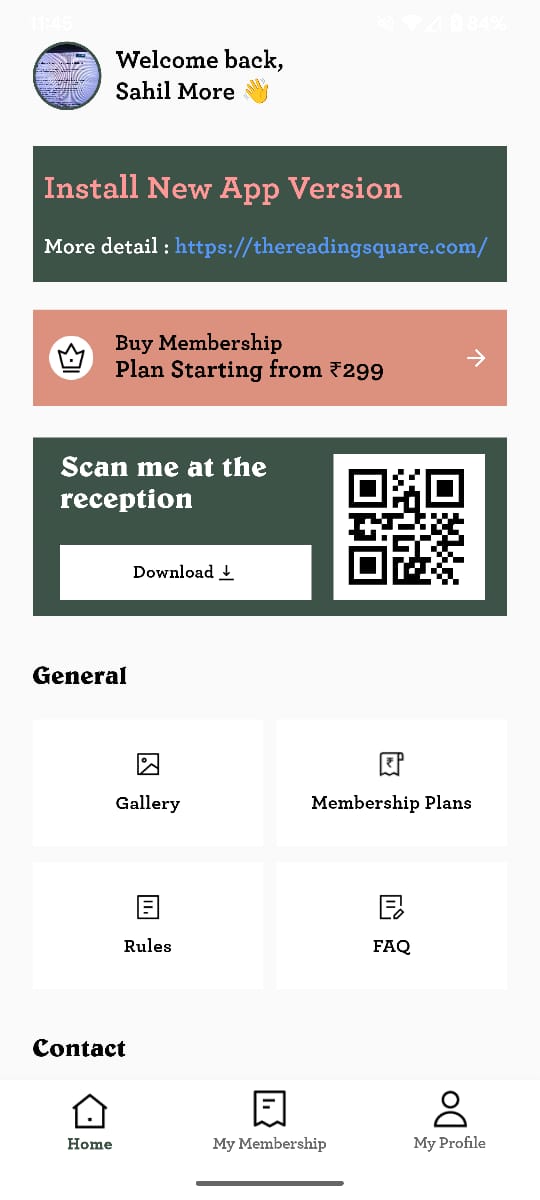 11:45
84%
Welcome back,
Sahil More 👋
Install New App Version
More detail : https://thereadingsquare.com/
Buy Membership
Plan Starting from ₹299
Scan me at the
reception
Download
General
Gallery
Membership Plans
Rules
FAQ
Contact
Home
My Membership
My Profile